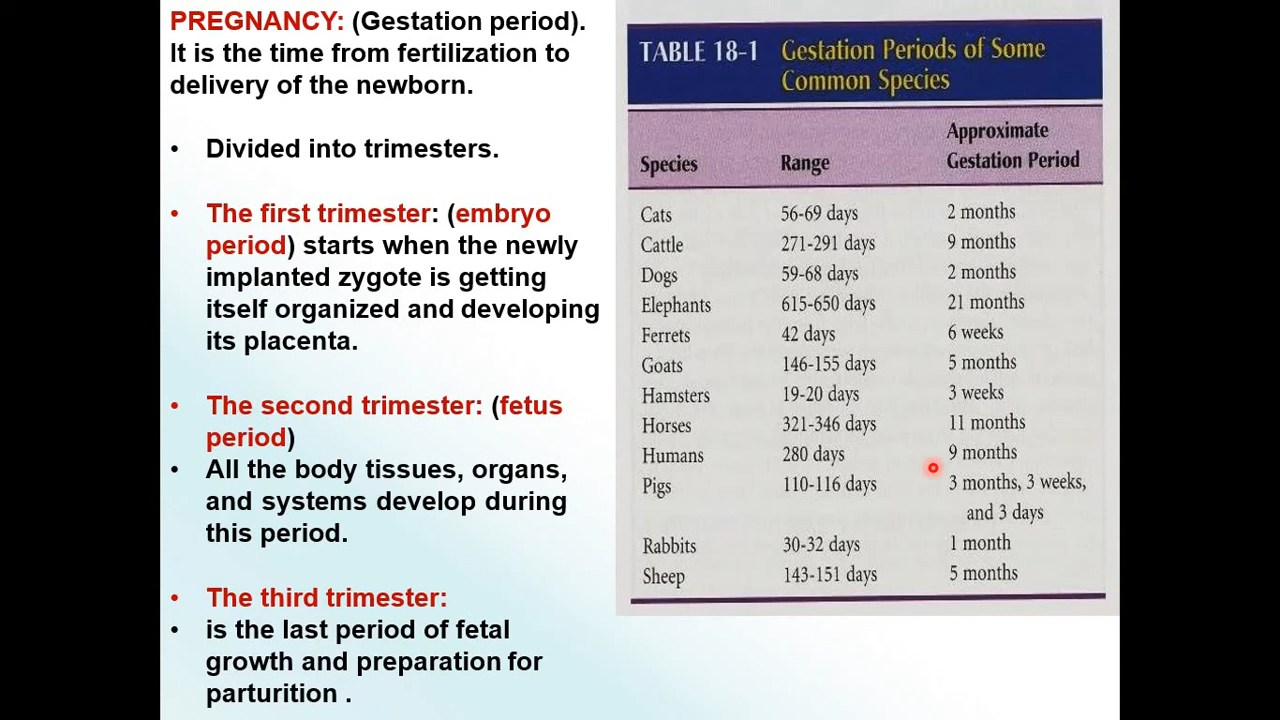 PREGNANCY: (Gestation period).
It is the time from fertilization to
delivery of the newborn.
• Divided into trimesters.
• The first trimester: (embryo
period) starts when the newly
implanted zygote is getting
itself organized and developing
its placenta.
• The second trimester: (fetus
period)
• All the body tissues, organs,
and systems develop during
this period.
• The third trimester:
• is the last period of fetal
growth and preparation for
parturition .
TABLE 18-1 Gestation Periods of Some
Common Species
Approximate
Species Range Gestation Period
Cats 56-69 days 2 months
Cattle 271-291 days 9 months
Dogs 59-68 days 2 months
Elephants 615-650 days 21 months
Ferrets 42 days 6 weeks
Goats 146-155 days 5 months
Hamsters 19-20 days 3 weeks
Horses 321-346 days 11 months
Humans 280 days 9 months
Pigs 110-116 days 3 months, 3 weeks,
and 3 days
Rabbits 30-32 days 1 month
Sheep 143-151 days 5 months